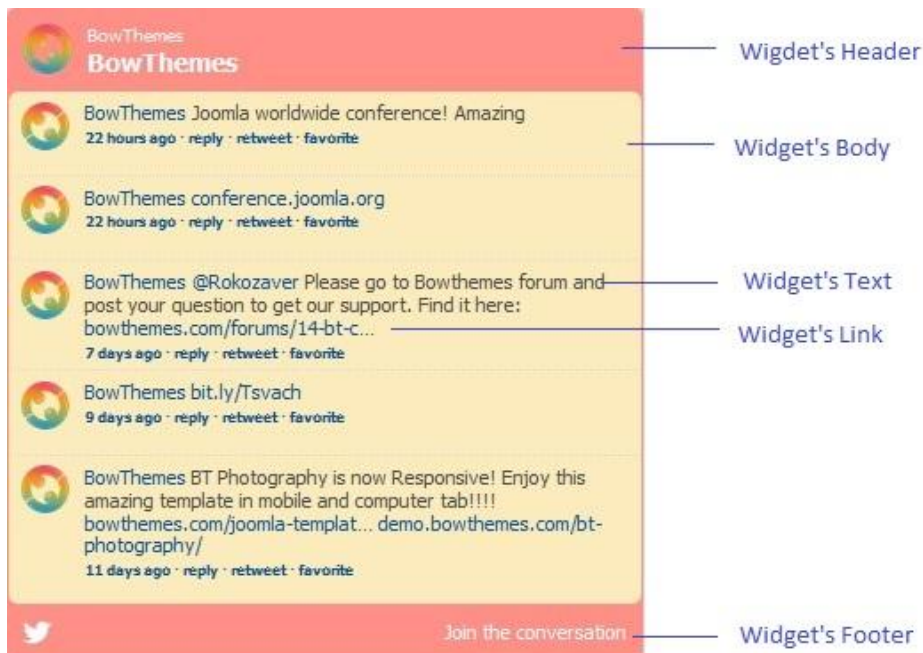 BowThemes
BowThemes
Wigdet's Header
BowThemes Joomla worldwide conference! Amazing
22 hours ago · reply · retweet · favorite
Widget's Body
BowThemes conference.joomla.org
22 hours ago · reply · retweet · favorite
BowThemes @Rokozaver Please go to Bowthemes forum and
Widget's Text
post your question to get our support. Find it here:
bowthemes.com/forums/14-bt-c...
Widget's Link
7 days ago · reply · retweet · favorite
BowThemes bit.ly/Tsvach
9 days ago · reply · retweet · favorite
BowThemes BT Photography is now Responsive! Enjoy this
amazing template in mobile and computer tab!!!!
bowthemes.com/joomla-templat... demo.bowthemes.com/bt-
photography/
11 days ago · reply · retweet · favorite
Join the conversation
Widget's Footer